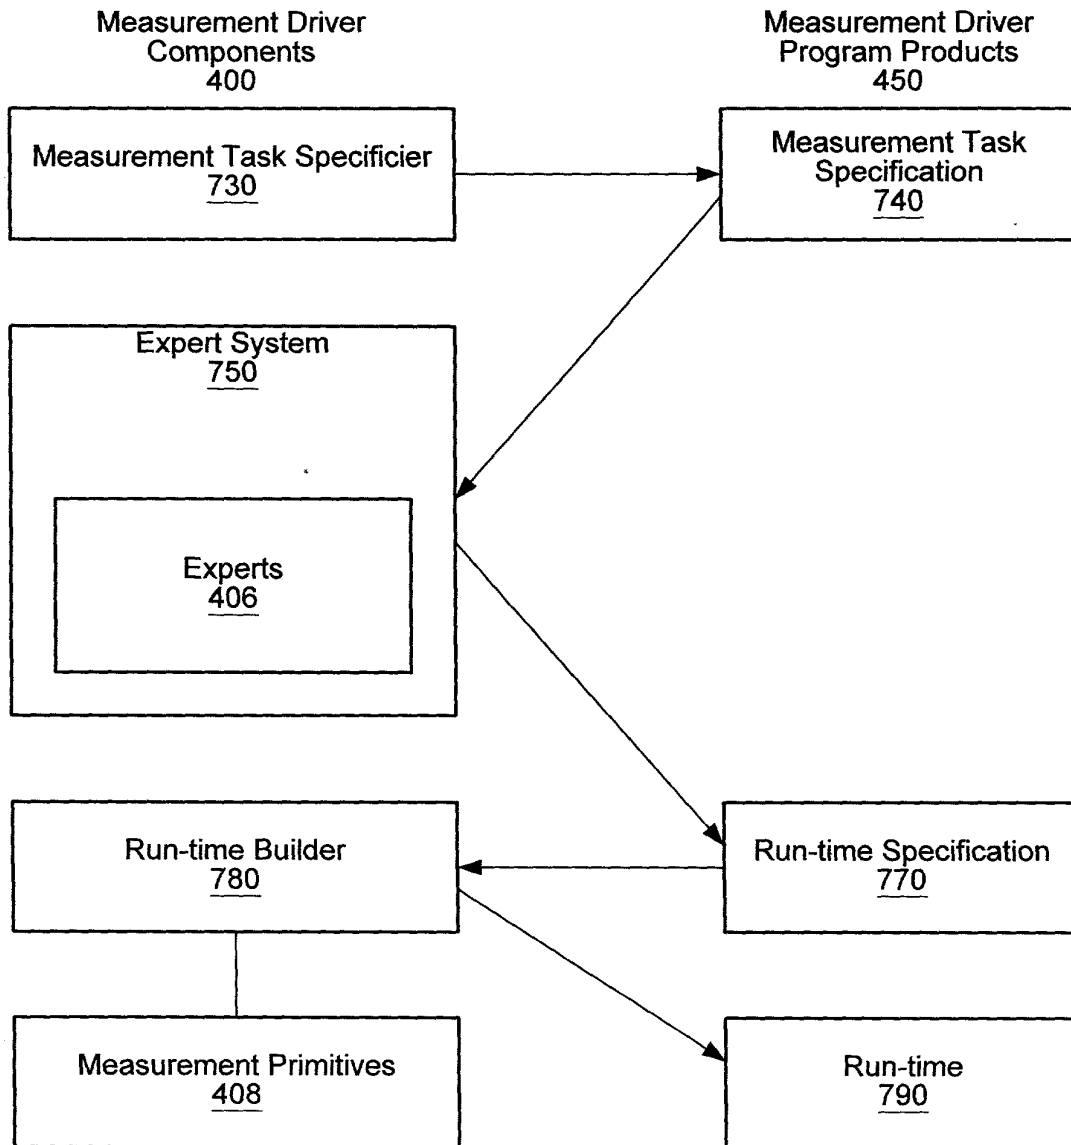 Measurement Driver
Components
400
Measurement Driver
Program Products
450
Measurement Task Specificier
730
Measurement Task
Specification
740
Expert System
750
Experts
406
Run-time Builder
780
Run-time Specification
770
Measurement Primitives
408
Run-time
790